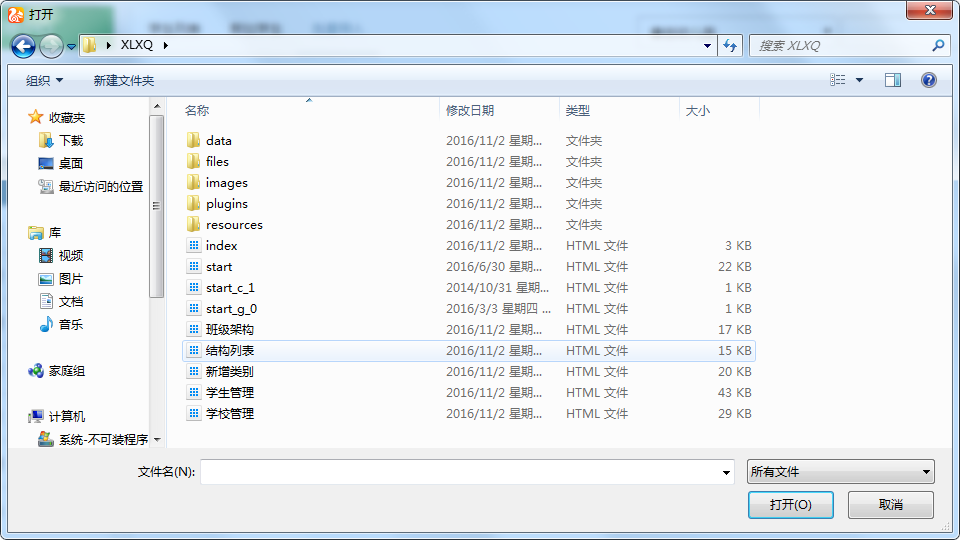 打开
XLXQ
搜索 XLXQ
组织
新建文件夹
名称 修改日期 类型 大小
收藏夹
下载
桌面
最近访问的位置
库
视频
图片
文档
音乐
家庭组
计算机
系统-不可装程序
data 2016/11/2 星期... 文件夹
files 2016/11/2 星期... 文件夹
images 2016/11/2 星期... 文件夹
plugins 2016/11/2 星期... 文件夹
resources 2016/11/2 星期... 文件夹
index 2016/11/2 星期... HTML 文件 3 KB
start 2016/6/30 星期... HTML 文件 22 KB
start_c_1 2014/10/31 星期... HTML 文件 1 KB
start_g_0 2016/3/3 星期四 ... HTML 文件 1 KB
班级架构 2016/11/2 星期... HTML 文件 17 KB
结构列表 2016/11/2 星期... HTML 文件 15 KB
新增类别 2016/11/2 星期... HTML 文件 20 KB
学生管理 2016/11/2 星期... HTML 文件 43 KB
学校管理 2016/11/2 星期... HTML 文件 29 KB
文件名(N):
所有文件
打开(O)
取消